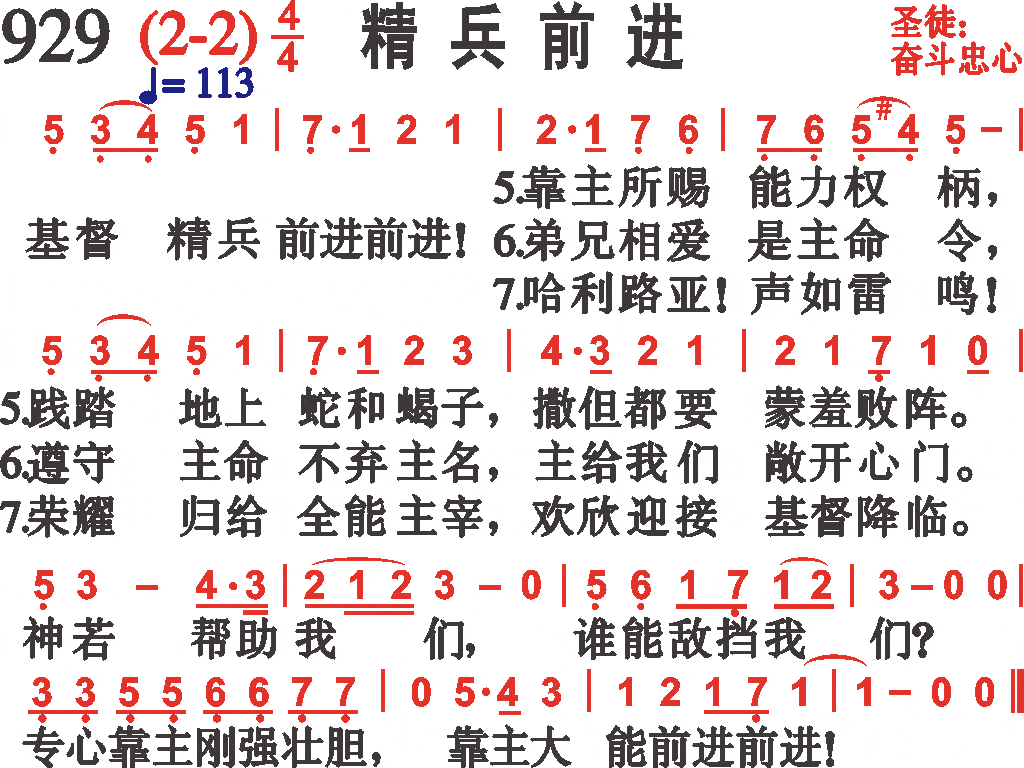 929 (2-2) 4/4 精兵前进 圣徒:
♩= 113 奋斗忠心
5 3 4 5 1 | 7·1 2 1 | 2·1 7 6 | 7 6 5 #4 5 – |
5.靠主所赐 能力权 柄,
基督 精兵 前进前进! 6.弟兄相爱 是主命 令,
7.哈利路亚! 声如雷 鸣!
5 3 4 5 1 | 7·1 2 3 | 4·3 2 1 | 2 1 7 1 0 |
5.践踏 地上 蛇和蝎子, 撒但都要 蒙羞败阵。
6.遵守 主命 不弃主名, 主给我们 敞开心门。
7.荣耀 归给 全能主宰, 欢欣迎接 基督降临。
5 3 – 4·3 | 2 1 2 3 – 0 | 5 6 1 7 1 2 | 3 – 0 0 |
神若 帮助我 们, 谁能敌挡我 们?
3 3 5 5 6 6 7 7 | 0 5·4 3 | 1 2 1 7 1 | 1 – 0 0 ‖
专心靠主刚强壮胆, 靠主大 能前进前进!